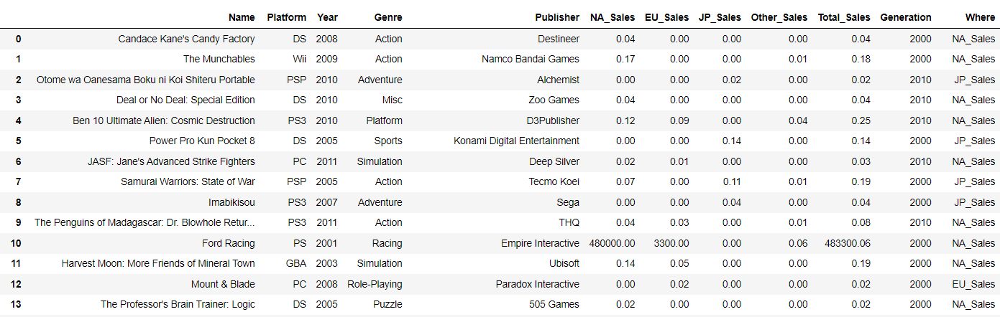 Name Platform Year Genre Publisher NA_Sales EU_Sales JP_Sales Other_Sales Total_Sales Generation Where
0 Candace Kane's Candy Factory DS 2008 Action Destineer 0.04 0.00 0.00 0.00 0.04 2000 NA_Sales
1 The Munchables Wii 2009 Action Namco Bandai Games 0.17 0.00 0.00 0.01 0.18 2000 NA_Sales
2 Otome wa Oanesama Boku ni Koi Shiteru Portable PSP 2010 Adventure Alchemist 0.00 0.00 0.02 0.00 0.02 2010 JP_Sales
3 Deal or No Deal: Special Edition DS 2010 Misc Zoo Games 0.04 0.00 0.00 0.00 0.04 2010 NA_Sales
4 Ben 10 Ultimate Alien: Cosmic Destruction PS3 2010 Platform D3Publisher 0.12 0.09 0.00 0.04 0.25 2010 NA_Sales
5 Power Pro Kun Pocket 8 DS 2005 Sports Konami Digital Entertainment 0.00 0.00 0.14 0.00 0.14 2000 JP_Sales
6 JASF: Jane's Advanced Strike Fighters PC 2011 Simulation Deep Silver 0.02 0.01 0.00 0.00 0.03 2010 NA_Sales
7 Samurai Warriors: State of War PSP 2005 Action Tecmo Koei 0.07 0.00 0.11 0.01 0.19 2000 JP_Sales
8 Imabikisou PS3 2007 Adventure Sega 0.00 0.00 0.04 0.00 0.04 2000 JP_Sales
9 The Penguins of Madagascar: Dr. Blowhole Retur... PS3 2011 Action THQ 0.04 0.03 0.00 0.01 0.08 2010 NA_Sales
10 Ford Racing PS 2001 Racing Empire Interactive 480000.00 3300.00 0.00 0.06 483300.06 2000 NA_Sales
11 Harvest Moon: More Friends of Mineral Town GBA 2003 Simulation Ubisoft 0.14 0.05 0.00 0.00 0.19 2000 NA_Sales
12 Mount & Blade PC 2008 Role-Playing Paradox Interactive 0.00 0.02 0.00 0.00 0.02 2000 EU_Sales
13 The Professor's Brain Trainer: Logic DS 2005 Puzzle 505 Games 0.02 0.00 0.00 0.00 0.02 2000 NA_Sales